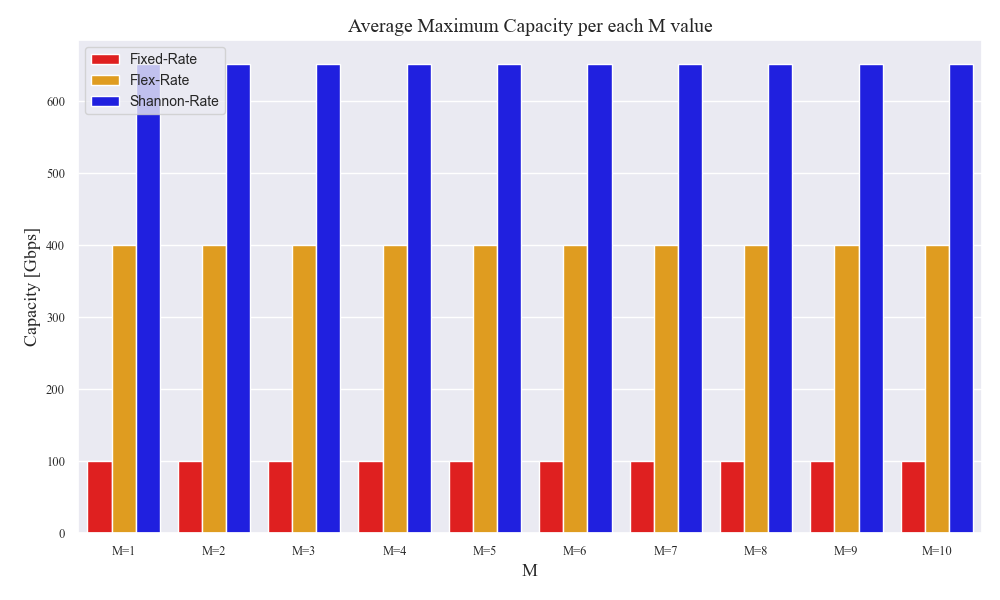 Average Maximum Capacity per each M value
Fixed-Rate
Flex-Rate
Shannon-Rate
Capacity [Gbps]
600
500
400
300
200
100
0
M=1 M=2 M=3 M=4 M=5 M=6 M=7 M=8 M=9 M=10
M